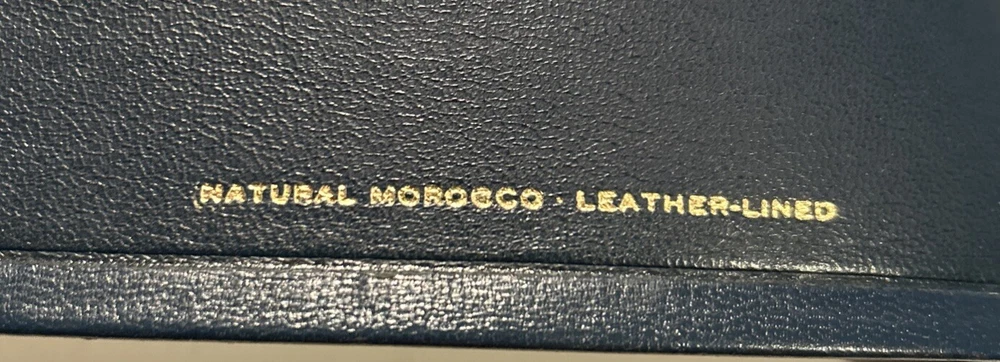 NATURAL MOROCCO · LEATHER-LINED